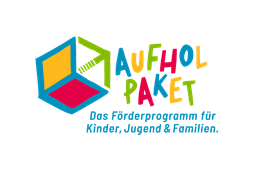 AUFHOL
PAKET
Das Förderprogramm für
Kinder, Jugend & Familien.